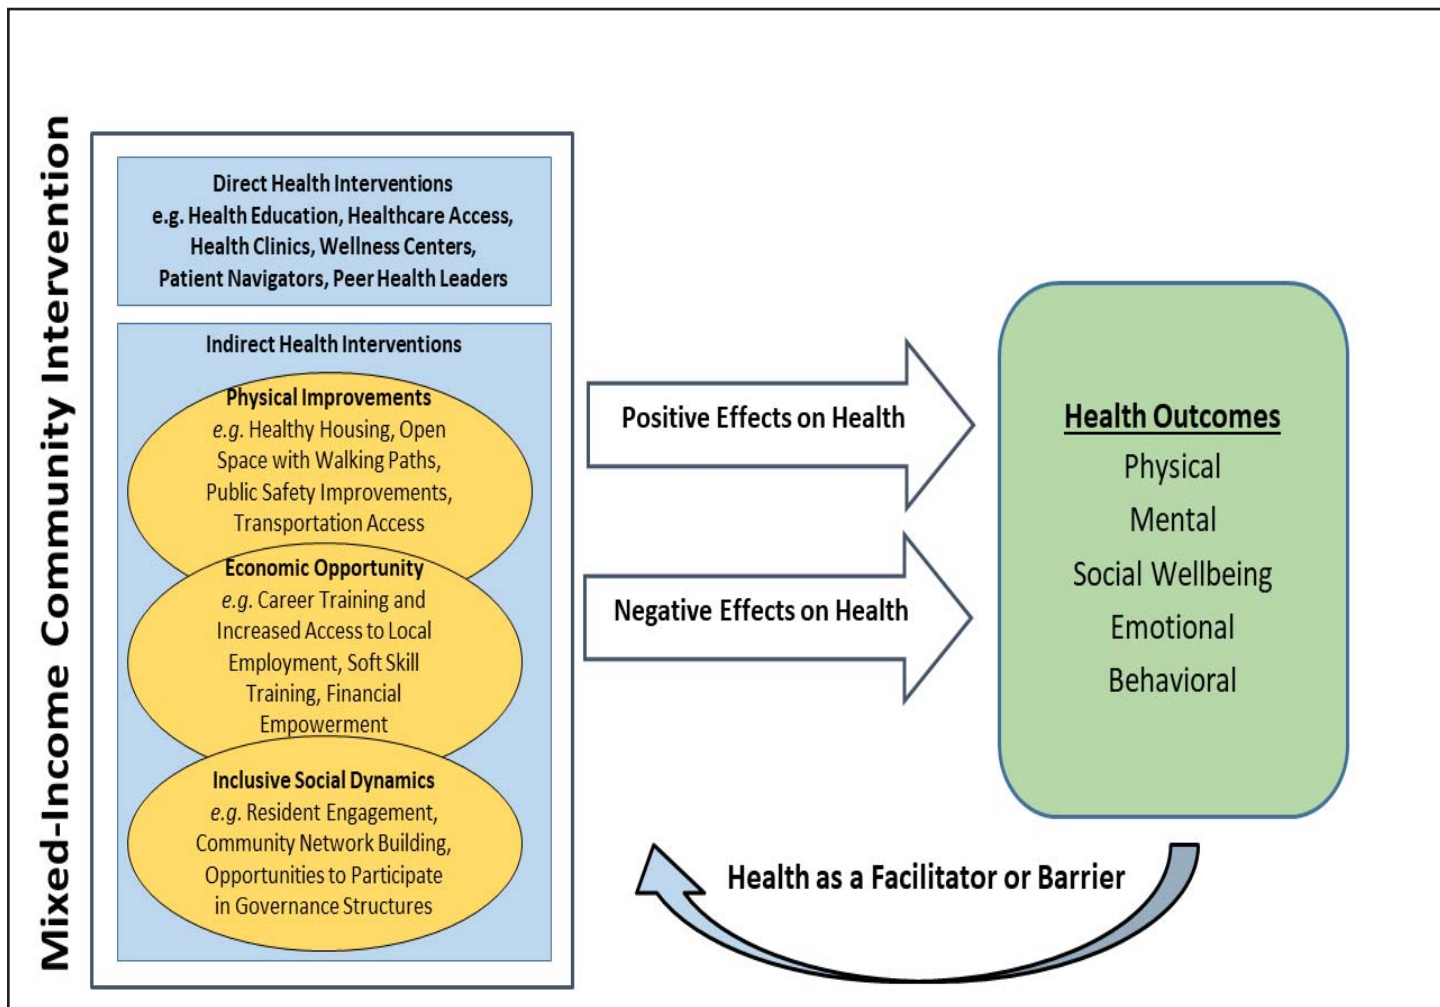 Mixed-Income Community Intervention
Direct Health Interventions
e.g. Health Education, Healthcare Access,
Health Clinics, Wellness Centers,
Patient Navigators, Peer Health Leaders
Indirect Health Interventions
Physical Improvements
e.g. Healthy Housing, Open
Space with Walking Paths,
Public Safety Improvements,
Transportation Access
Economic Opportunity
e.g. Career Training and
Increased Access to Local
Employment, Soft Skill
Training, Financial
Empowerment
Inclusive Social Dynamics
e.g. Resident Engagement,
Community Network Building,
Opportunities to Participate
in Governance Structures
Positive Effects on Health
Negative Effects on Health
Health Outcomes
Physical
Mental
Social Wellbeing
Emotional
Behavioral
Health as a Facilitator or Barrier